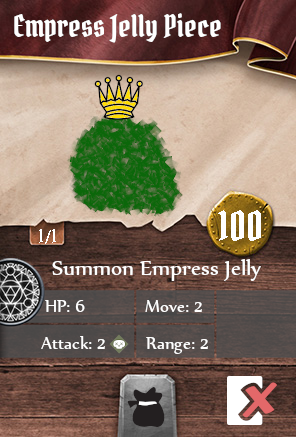 Empress Jelly Piece
100
1/1
Summon Empress Jelly
HP: 6 Move: 2
Attack: 2 Range: 2